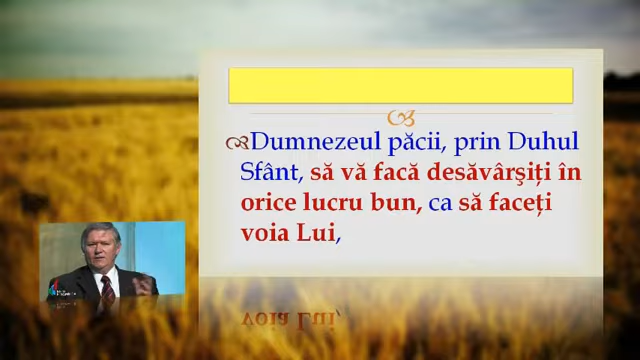 Dumnezeul păcii, prin Duhul
Sfânt, să vă facă desăvârşiţi în
orice lucru bun, ca să faceţi
voia Lui,